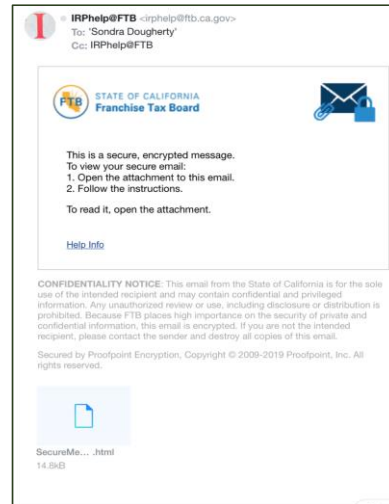 I
IRPhelp@FTB <irphelp@ftb.ca.gov>
To: 'Sondra Dougherty'
Cc: IRPhelp@FTB
FTB
STATE OF CALIFORNIA
Franchise Tax Board
This is a secure, encrypted message.
To view your secure email:
1. Open the attachment to this email.
2. Follow the instructions.
To read it, open the attachment.
Help Info
CONFIDENTIALITY NOTICE: This email from the State of California is for the sole
use of the intended recipient and may contain confidential and privileged
information. Any unauthorized review or use, including disclosure or distribution is
prohibited. Because FTB places high importance on the security of private and
confidential information, this email is encrypted. If you are not the intended
recipient, please contact the sender and destroy all copies of this email.
Secured by Proofpoint Encryption, Copyright © 2009-2019 Proofpoint, Inc. All
rights reserved.
SecureMe... .html
14.8kB